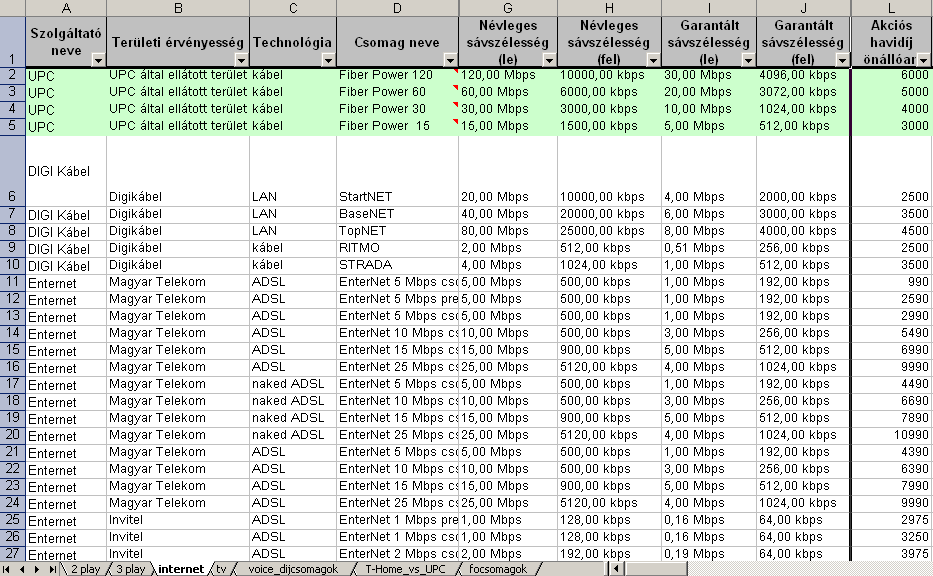 A B C D G H I J L
1 Szolgáltató neve Területi érvényesség Technológia Csomag neve Névleges sávszélesség (le) Névleges sávszélesség (fel) Garantált sávszélesség (le) Garantált sávszélesség (fel) Akciós havidíj önállóan
2 UPC UPC által ellátott terület kábel Fiber Power 120 120,00 Mbps 10000,00 kbps 30,00 Mbps 4096,00 kbps 6000
3 UPC UPC által ellátott terület kábel Fiber Power 60 60,00 Mbps 6000,00 kbps 20,00 Mbps 3072,00 kbps 5000
4 UPC UPC által ellátott terület kábel Fiber Power 30 30,00 Mbps 3000,00 kbps 10,00 Mbps 1024,00 kbps 4000
5 UPC UPC által ellátott terület kábel Fiber Power 15 15,00 Mbps 1500,00 kbps 5,00 Mbps 512,00 kbps 3000
6 DIGI Kábel Digikábel LAN StartNET 20,00 Mbps 10000,00 kbps 4,00 Mbps 2000,00 kbps 2500
7 DIGI Kábel Digikábel LAN BaseNET 40,00 Mbps 20000,00 kbps 6,00 Mbps 3000,00 kbps 3500
8 DIGI Kábel Digikábel LAN TopNET 80,00 Mbps 25000,00 kbps 8,00 Mbps 4000,00 kbps 4500
9 DIGI Kábel Digikábel kábel RITMO 2,00 Mbps 512,00 kbps 0,51 Mbps 256,00 kbps 2500
10 DIGI Kábel Digikábel kábel STRADA 4,00 Mbps 1024,00 kbps 1,00 Mbps 512,00 kbps 3500
11 Enternet Magyar Telekom ADSL EnterNet 5 Mbps cso 5,00 Mbps 500,00 kbps 1,00 Mbps 192,00 kbps 990
12 Enternet Magyar Telekom ADSL EnterNet 5 Mbps pre 5,00 Mbps 500,00 kbps 1,00 Mbps 192,00 kbps 2590
13 Enternet Magyar Telekom ADSL EnterNet 5 Mbps cso 5,00 Mbps 500,00 kbps 1,00 Mbps 192,00 kbps 2990
14 Enternet Magyar Telekom ADSL EnterNet 10 Mbps cs 10,00 Mbps 500,00 kbps 3,00 Mbps 256,00 kbps 5490
15 Enternet Magyar Telekom ADSL EnterNet 15 Mbps cs 15,00 Mbps 900,00 kbps 5,00 Mbps 512,00 kbps 6990
16 Enternet Magyar Telekom ADSL EnterNet 25 Mbps cs 25,00 Mbps 5120,00 kbps 4,00 Mbps 1024,00 kbps 9990
17 Enternet Magyar Telekom naked ADSL EnterNet 5 Mbps cso 5,00 Mbps 500,00 kbps 1,00 Mbps 192,00 kbps 4490
18 Enternet Magyar Telekom naked ADSL EnterNet 10 Mbps cs 10,00 Mbps 500,00 kbps 3,00 Mbps 256,00 kbps 6690
19 Enternet Magyar Telekom naked ADSL EnterNet 15 Mbps cs 15,00 Mbps 900,00 kbps 5,00 Mbps 512,00 kbps 7890
20 Enternet Magyar Telekom naked ADSL EnterNet 25 Mbps cs 25,00 Mbps 5120,00 kbps 4,00 Mbps 1024,00 kbps 10990
21 Enternet Magyar Telekom ADSL EnterNet 5 Mbps cso 5,00 Mbps 500,00 kbps 1,00 Mbps 192,00 kbps 4390
22 Enternet Magyar Telekom ADSL EnterNet 10 Mbps cs 10,00 Mbps 500,00 kbps 3,00 Mbps 256,00 kbps 6390
23 Enternet Magyar Telekom ADSL EnterNet 15 Mbps cs 15,00 Mbps 900,00 kbps 5,00 Mbps 512,00 kbps 7990
24 Enternet Magyar Telekom ADSL EnterNet 25 Mbps cs 25,00 Mbps 5120,00 kbps 4,00 Mbps 1024,00 kbps 9990
25 Enternet Invitel ADSL EnterNet 1 Mbps pre 1,00 Mbps 128,00 kbps 0,16 Mbps 64,00 kbps 2975
26 Enternet Invitel ADSL EnterNet 1 Mbps cso 1,00 Mbps 128,00 kbps 0,16 Mbps 64,00 kbps 3250
27 Enternet Invitel ADSL EnterNet 2 Mbps cso 2,00 Mbps 192,00 kbps 0,19 Mbps 64,00 kbps 3975
2 play 3 play internet tv voice_dijcsomagok T-Home_vs_UPC focsomagok